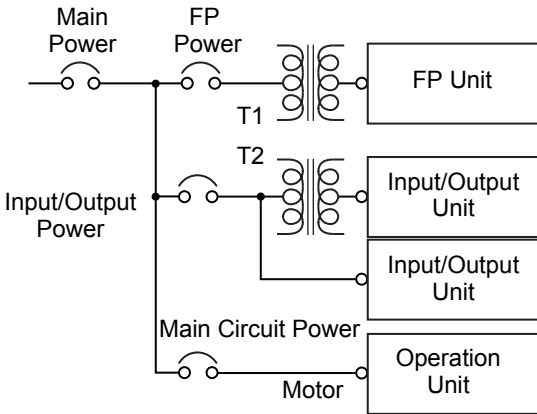 Main
Power
FP
Power
FP Unit
T1
T2
Input/Output
Power
Input/Output
Unit
Input/Output
Unit
Main Circuit Power
Motor
Operation
Unit